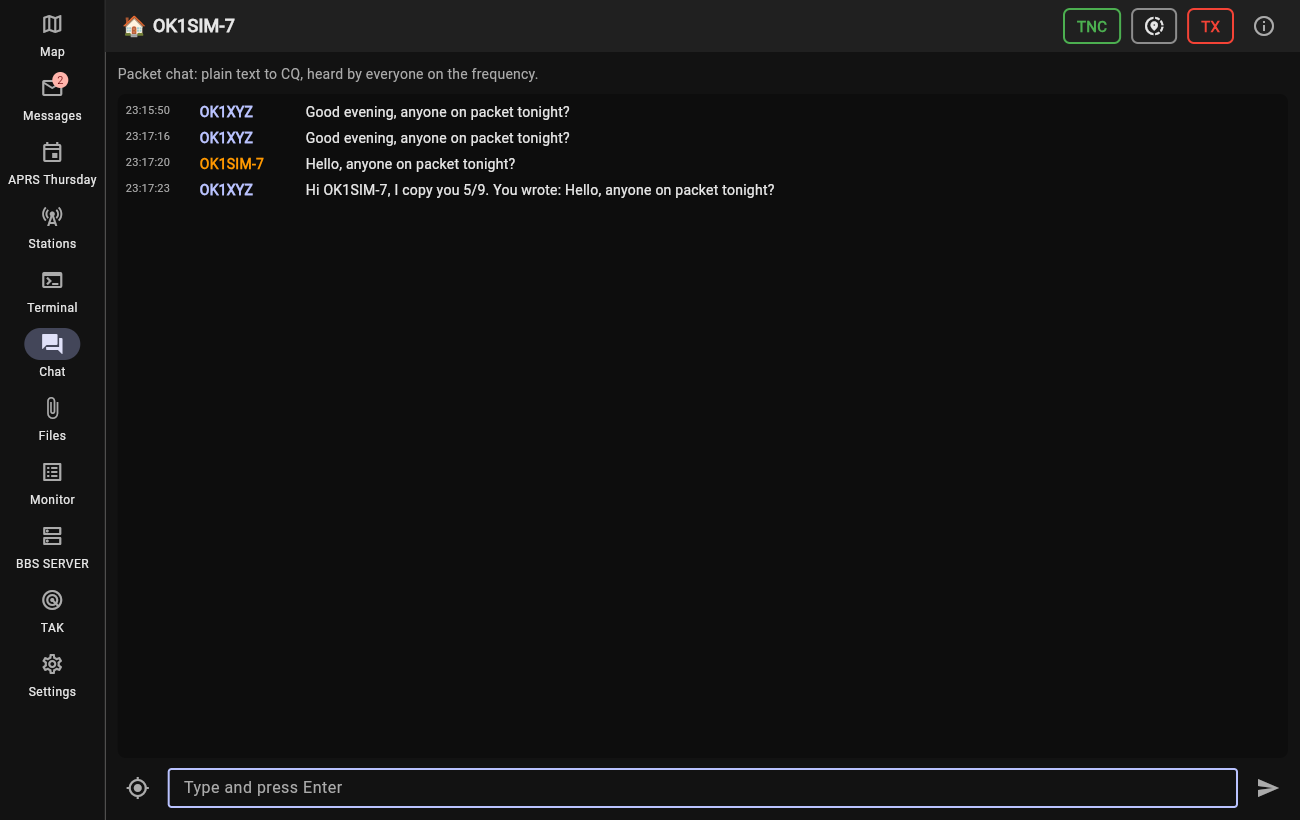 OK1SIM-7
TNC
TX
Map
2
Messages
APRS Thursday
Stations
Terminal
Chat
Files
Monitor
BBS SERVER
TAK
Settings
Packet chat: plain text to CQ, heard by everyone on the frequency.
23:15:50 OK1XYZ Good evening, anyone on packet tonight?
23:17:16 OK1XYZ Good evening, anyone on packet tonight?
23:17:20 OK1SIM-7 Hello, anyone on packet tonight?
23:17:23 OK1XYZ Hi OK1SIM-7, I copy you 5/9. You wrote: Hello, anyone on packet tonight?
Type and press Enter